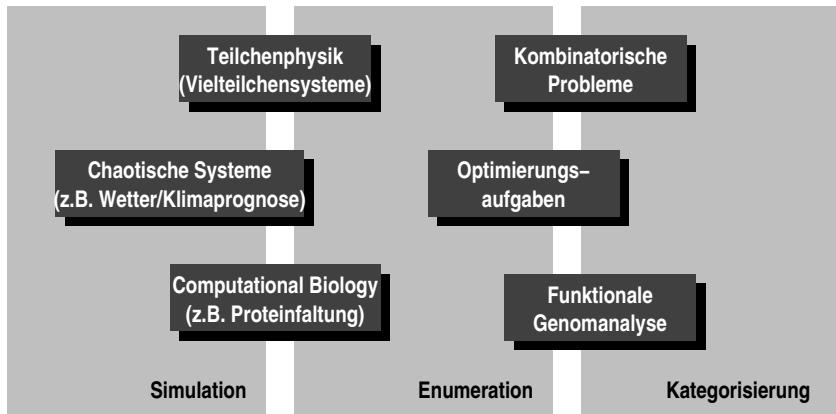 Teilchenphysik
(Vielteilchensysteme)
Kombinatorische
Probleme
Chaotische Systeme
(z.B. Wetter/Klimaprognose)
Optimierungs–
aufgaben
Computational Biology
(z.B. Proteinfaltung)
Funktionale
Genomanalyse
Simulation
Enumeration
Kategorisierung